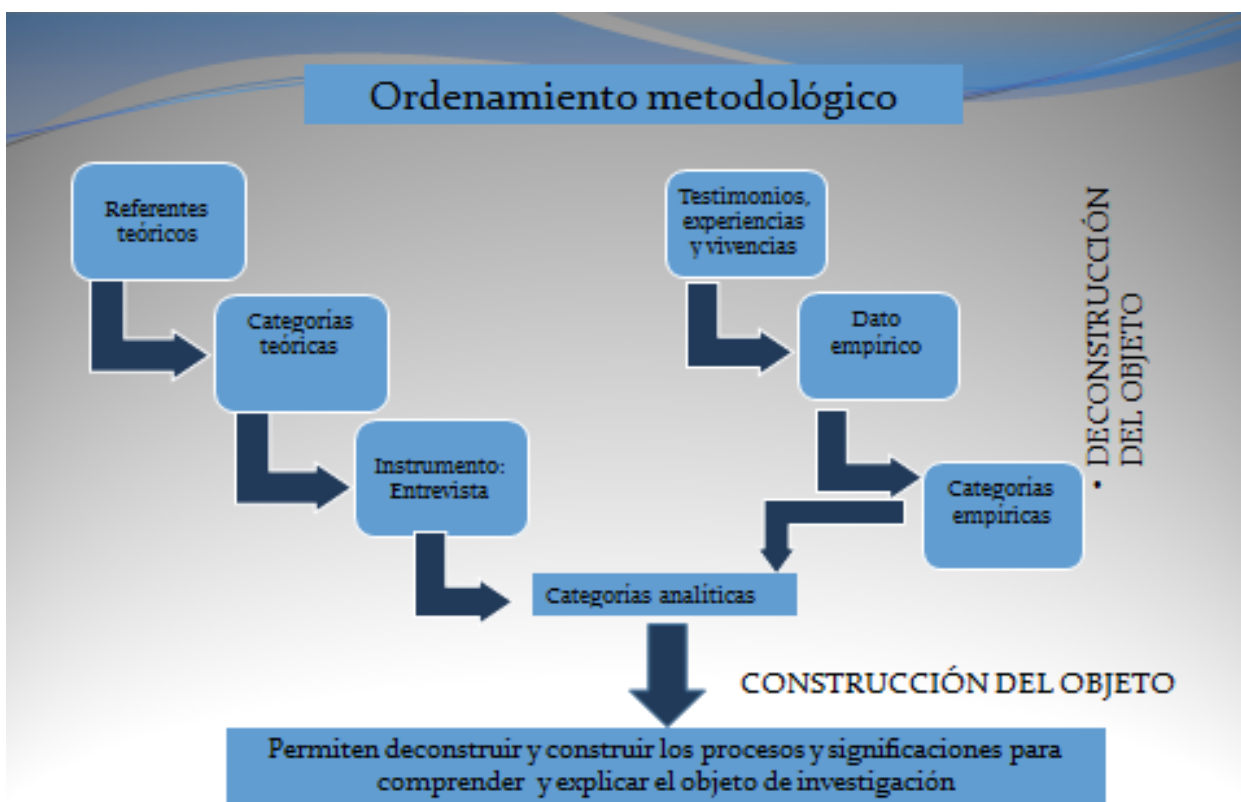 Ordenamiento metodológico
Referentes
teóricos
Categorías
teóricas
Instrumento:
Entrevista
Testimonios,
experiencias
y vivencias
Dato
empírico
Categorías
empíricas
• DECONSTRUCCIÓN
DEL OBJETO
Categorías analíticas
CONSTRUCCIÓN DEL OBJETO
Permiten deconstruir y construir los procesos y significaciones para
comprender y explicar el objeto de investigación